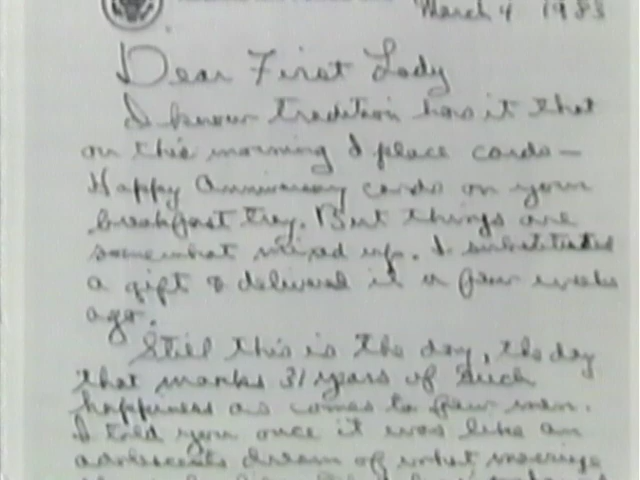 March 4 1983
Dear First Lady
I know tradition has it that
on this morning I place cards –
Happy Anniversary cards on your
breakfast tray. But things are
somewhat mixed up. I substituted
a gift & delivered it a few weeks
ago.
Still this is the day, the day
that marks 31 years of such
happiness as comes to few men.
I told you once it was like an
adolescents dream of what marriage